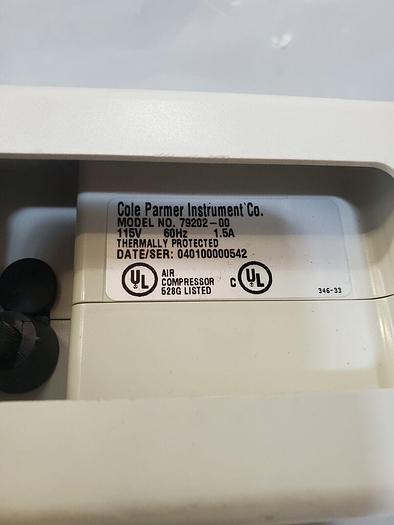 Cole Parmer Instrument Co.
MODEL NO. 79202-00
115V 60Hz 1.5A
THERMALLY PROTECTED
DATE/SER: 040100000542
UL AIR
COMPRESSOR C UL
528G LISTED 346-33